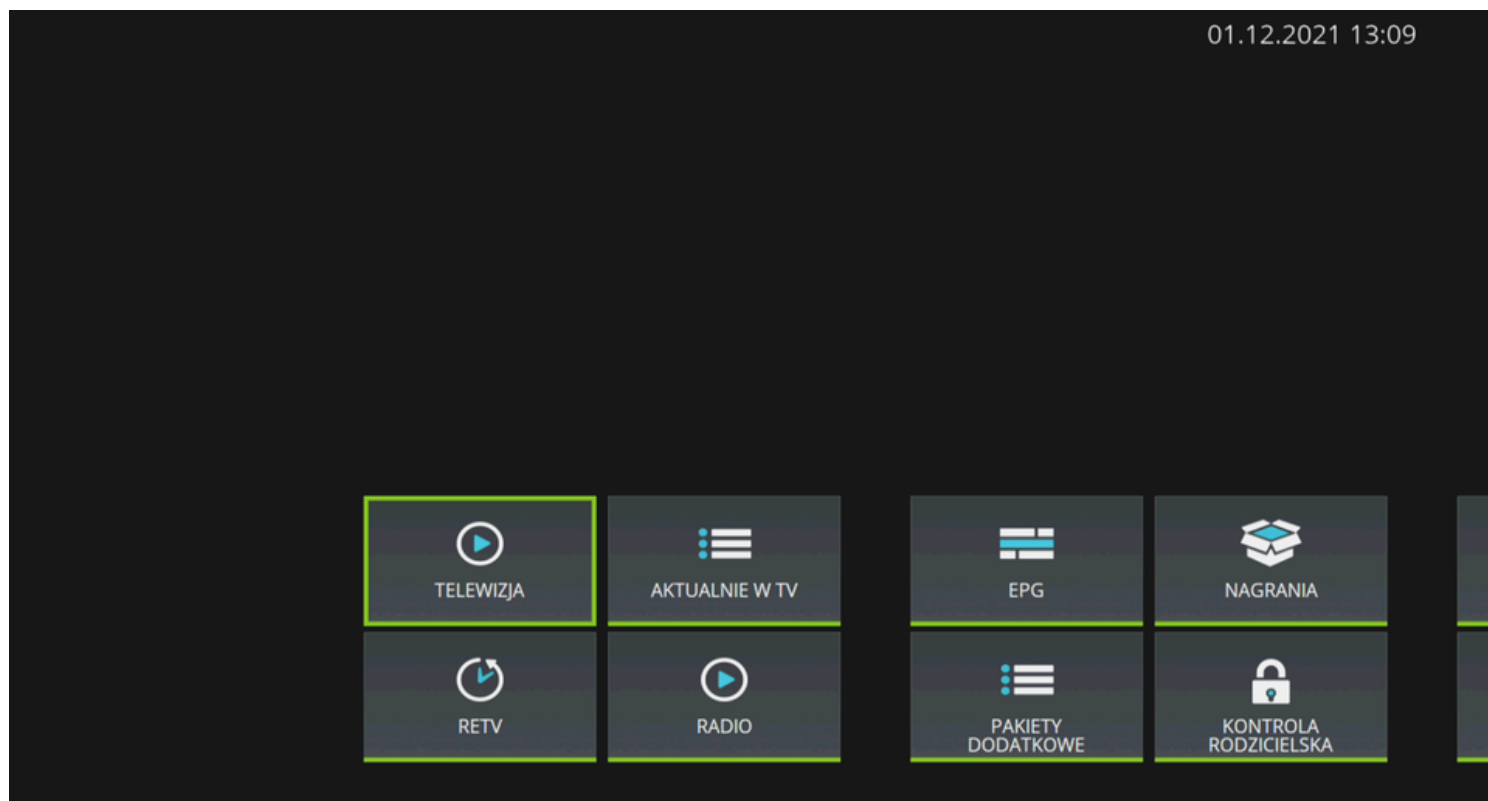 01.12.2021 13:09
TELEWIZJA
AKTUALNIE W TV
EPG
NAGRANIA
RETV
RADIO
PAKIETY
DODATKOWE
KONTROLA
RODZICIELSKA